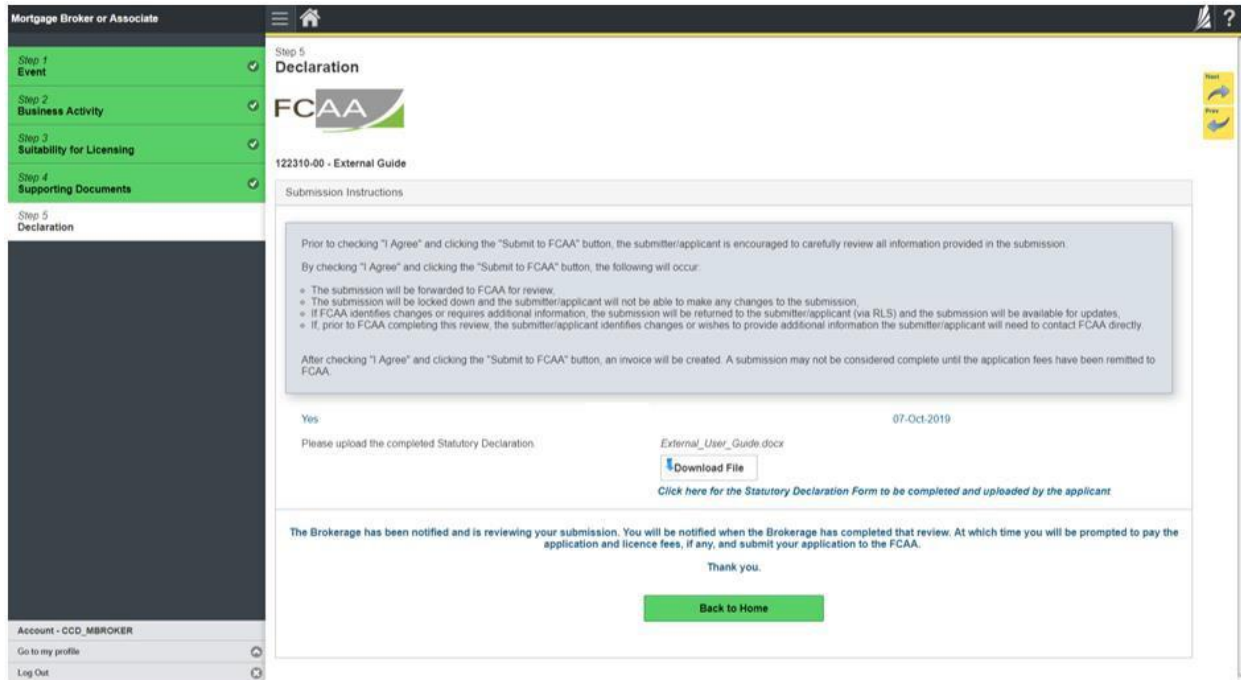 Mortgage Broker or Associate
?
Step 1
Event
Step 2
Business Activity
Step 3
Suitability for Licensing
Step 4
Supporting Documents
Step 5
Declaration
Step 5
Declaration
Next
Prev
FCAA
122310-00 - External Guide
Submission Instructions
Prior to checking "I Agree" and clicking the "Submit to FCAA" button, the submitter/applicant is encouraged to carefully review all information provided in the submission.
By checking "I Agree" and clicking the "Submit to FCAA" button, the following will occur:
The submission will be forwarded to FCAA for review,
The submission will be locked down and the submitter/applicant will not be able to make any changes to the submission,
If FCAA identifies changes or requires additional information, the submission will be returned to the submitter/applicant (via RLS) and the submission will be available for updates,
If, prior to FCAA completing this review, the submitter/applicant identifies changes or wishes to provide additional information the submitter/applicant will need to contact FCAA directly.
After checking "I Agree" and clicking the "Submit to FCAA" button, an invoice will be created. A submission may not be considered complete until the application fees have been remitted to
FCAA.
Yes 07-Oct-2019
Please upload the completed Statutory Declaration. External_User_Guide.docx
Download File
Click here for the Statutory Declaration Form to be completed and uploaded by the applicant
The Brokerage has been notified and is reviewing your submission. You will be notified when the Brokerage has completed that review. At which time you will be prompted to pay the
application and licence fees, if any, and submit your application to the FCAA.
Thank you.
Back to Home
Account - CCD_MBROKER
Go to my profile
Log Out